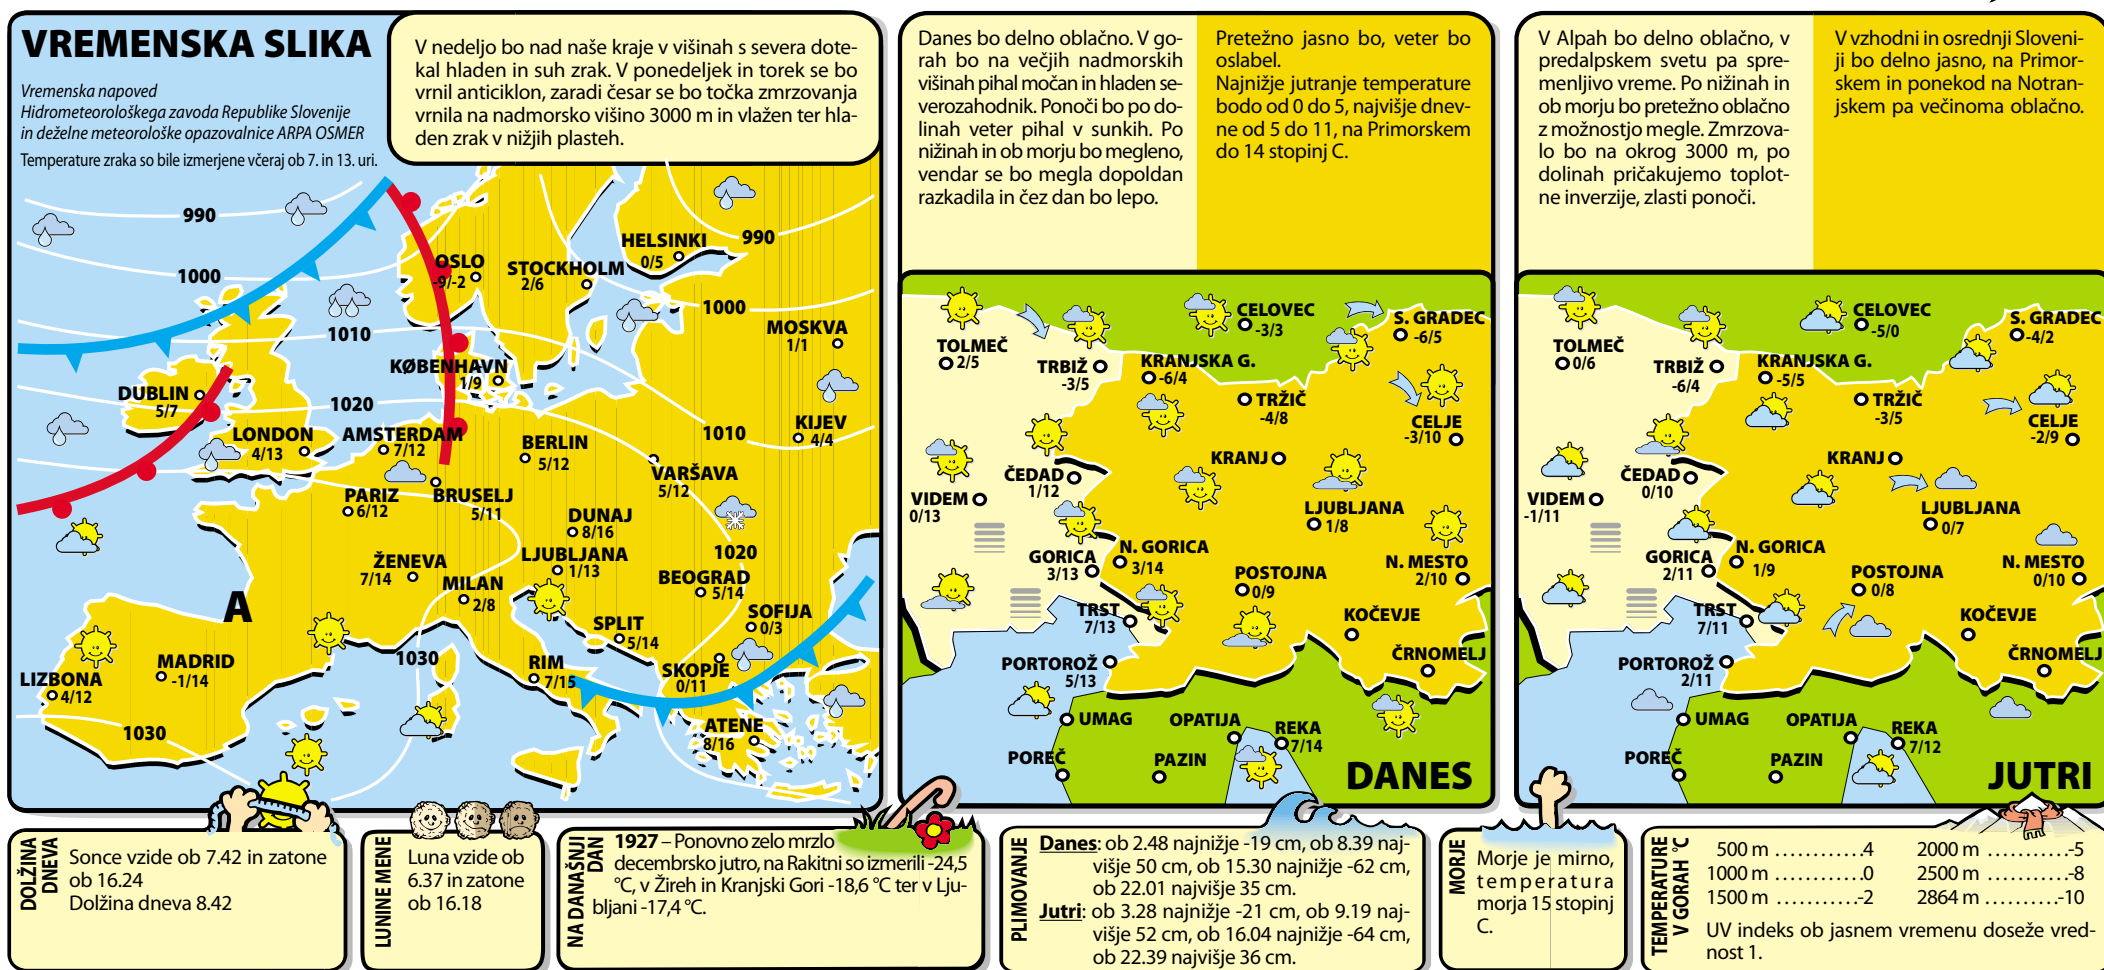 VREMENSKA SLIKA
Vremenska napoved
Hidrometeorološkega zavoda Republike Slovenije
in deželne meteorološke opazovalnice ARPA OSMER
Temperature zraka so bile izmerjene včeraj ob 7. in 13. uri.
V nedeljo bo nad naše kraje v višinah s severa dote-
kal hladen in suh zrak. V ponedeljek in torek se bo
vrnil anticiklon, zaradi česar se bo točka zmrzovanja
vrnila na nadmorsko višino 3000 m in vlažen ter hla-
den zrak v nižjih plasteh.
990
1000
1010
1020
990
1000
1010
1020
1030
1030
A
HELSINKI
0/5
OSLO
-9/-2
STOCKHOLM
2/6
MOSKVA
1/1
KØBENHAVN
1/9
DUBLIN
5/7
LONDON
4/13
AMSTERDAM
7/12
BERLIN
5/12
KIJEV
4/4
VARŠAVA
5/12
PARIZ
6/12
BRUSELJ
5/11
DUNAJ
8/16
ŽENEVA
7/14
LJUBLJANA
1/13
MILAN
2/8
BEOGRAD
5/14
SOFIJA
0/3
SPLIT
5/14
SKOPJE
0/11
RIM
7/15
MADRID
-1/14
LIZBONA
4/12
ATENE
8/16
Danes bo delno oblačno. V go-
rah bo na večjih nadmorskih
višinah pihal močan in hladen se-
verozahodnik. Ponoči bo po do-
linah veter pihal v sunkih. Po
nižinah in ob morju bo megleno,
vendar se bo megla dopoldan
razkadila in čez dan bo lepo.
Pretežno jasno bo, veter bo
oslabel.
Najnižje jutranje temperature
bodo od 0 do 5, najvišje dnev-
ne od 5 do 11, na Primorskem
do 14 stopinj C.
CELOVEC
-3/3
S. GRADEC
-6/5
TOLMEČ
2/5
TRBIŽ
-3/5
KRANJSKA G.
-6/4
TRŽIČ
-4/8
CELJE
-3/10
KRANJ
ČEDAD
1/12
VIDEM
0/13
LJUBLJANA
1/8
GORICA
3/13
N. GORICA
3/14
POSTOJNA
0/9
N. MESTO
2/10
TRST
7/13
KOČEVJE
PORTOROŽ
5/13
ČRNOMELJ
UMAG
OPATIJA
REKA
7/14
POREČ
PAZIN
DANES
V Alpah bo delno oblačno, v
predalpskem svetu pa spre-
menljivo vreme. Po nižinah in
ob morju bo pretežno oblačno
z možnostjo megle. Zmrzova-
lo bo na okrog 3000 m, po
dolinah pričakujemo toplot-
ne inverzije, zlasti ponoči.
V vzhodni in osrednji Sloveni-
ji bo delno jasno, na Primor-
skem in ponekod na Notran-
jskem pa večinoma oblačno.
CELOVEC
-5/0
S. GRADEC
-4/2
TOLMEČ
0/6
TRBIŽ
-6/4
KRANJSKA G.
-5/5
TRŽIČ
-3/5
CELJE
-2/9
KRANJ
ČEDAD
0/10
VIDEM
-1/11
LJUBLJANA
0/7
GORICA
2/11
N. GORICA
1/9
POSTOJNA
0/8
N. MESTO
0/10
TRST
7/11
KOČEVJE
PORTOROŽ
2/11
ČRNOMELJ
UMAG
OPATIJA
REKA
7/12
POREČ
PAZIN
JUTRI
DOLŽINA
DNEVA
Sonce vzide ob 7.42 in zatone
ob 16.24
Dolžina dneva 8.42
LUNINE MENE
Luna vzide ob
6.37 in zatone
ob 16.18
NA DANAŠNJI
DAN
1927 – Ponovno zelo mrzlo
decembrsko jutro, na Rakitni so izmerili -24,5
°C, v Žireh in Kranjski Gori -18,6 °C ter v Lju-
bljani -17,4 °C.
PLIMOVANJE
Danes: ob 2.48 najnižje -19 cm, ob 8.39 naj-
višje 50 cm, ob 15.30 najnižje -62 cm,
ob 22.01 najvišje 35 cm.
Jutri: ob 3.28 najnižje -21 cm, ob 9.19 naj-
višje 52 cm, ob 16.04 najnižje -64 cm,
ob 22.39 najvišje 36 cm.
MORJE
Morje je mirno,
temperatura
morja 15 stopinj
C.
TEMPERATURE
V GORAH °C
500 m ...........4
1000 m ..........0
1500 m .........-2
2000 m ..........-5
2500 m ..........-8
2864 m .........-10
UV indeks ob jasnem vremenu doseže vred-
nost 1.